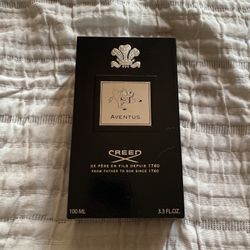 AVENTUS
CREED
DE PÈRE EN FILS DEPUIS 1760
FROM FATHER TO SON SINCE 1760
100 ML 3.3 FL.OZ.